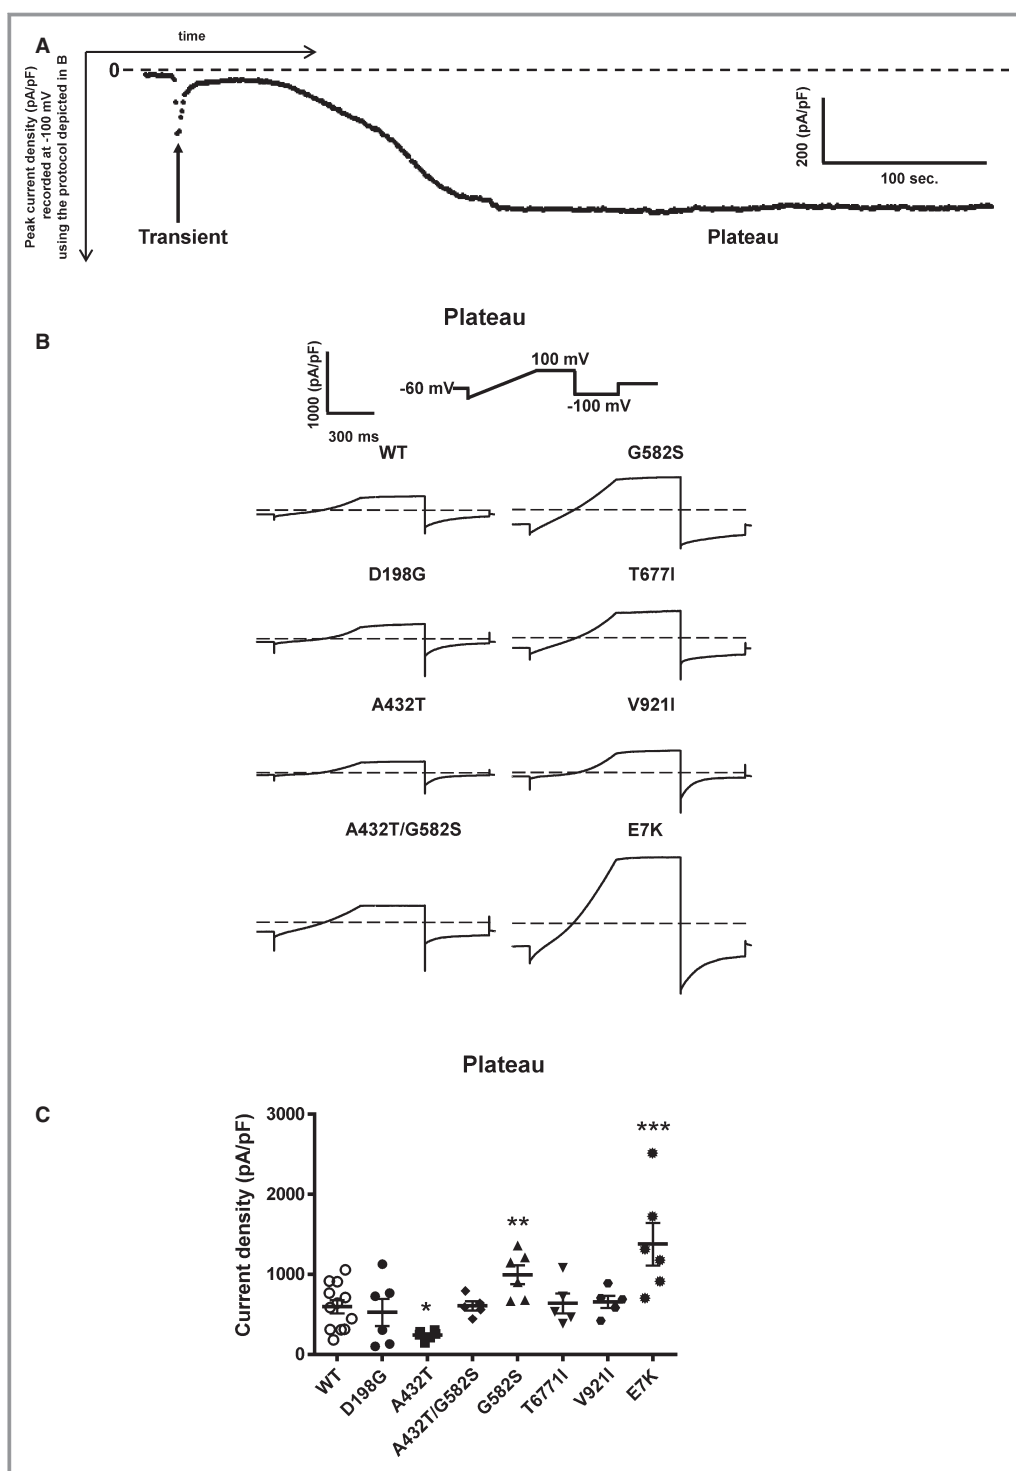 A
time
0
Peak current density (pA/pF)
recorded at -100 mV
using the protocol depicted in B
200 (pA/pF)
100 sec.
Transient
Plateau
Plateau
B
1000 (pA/pF)
300 ms
-60 mV
100 mV
-100 mV
WT
G582S
D198G
T677I
A432T
V921I
A432T/G582S
E7K
Plateau
C
Current density (pA/pF)
3000
2000
1000
0
*
**
***
WT
D198G
A432T
A432T/G582S
G582S
T6771I
V921I
E7K